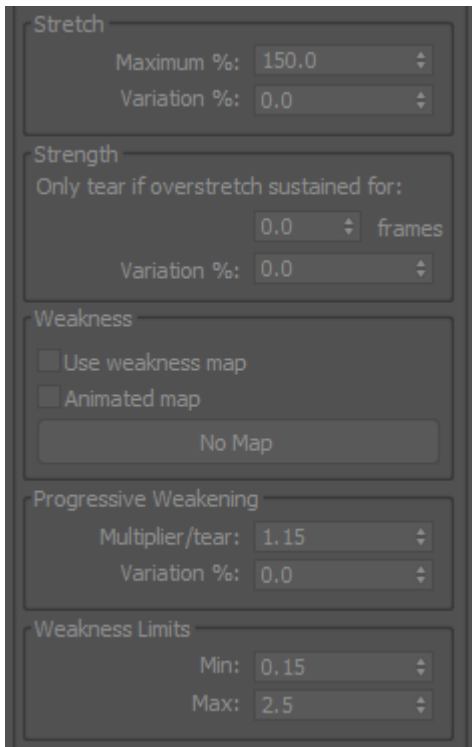 Stretch
Maximum %: 150.0
Variation %: 0.0
Strength
Only tear if overstretch sustained for:
0.0 frames
Variation %: 0.0
Weakness
Use weakness map
Animated map
No Map
Progressive Weakening
Multiplier/tear: 1.15
Variation %: 0.0
Weakness Limits
Min: 0.15
Max: 2.5